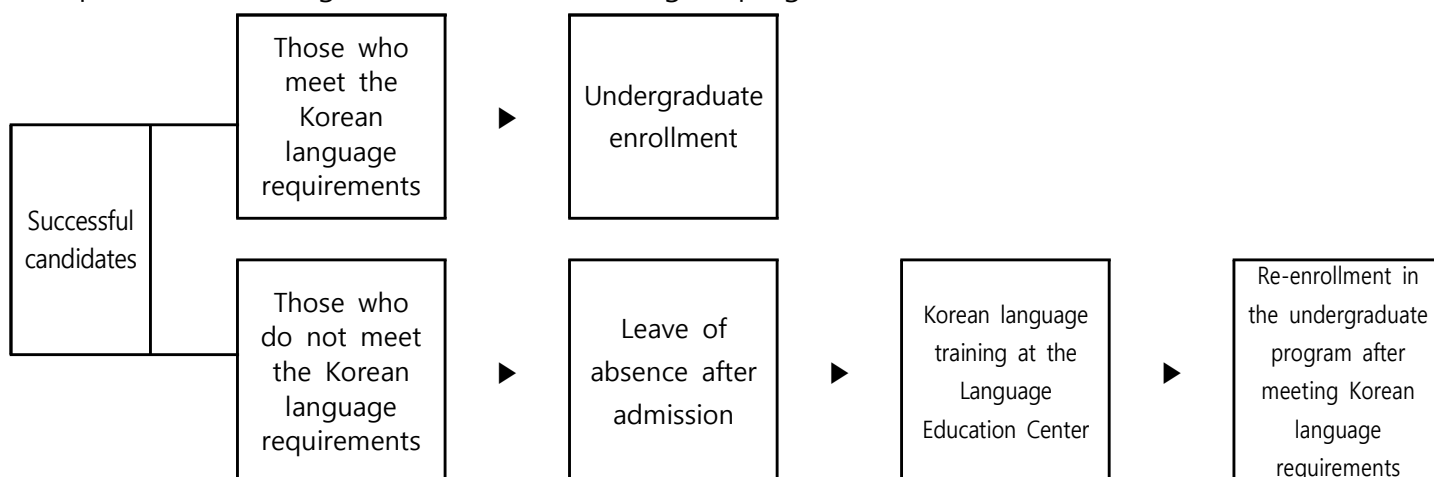 Successful
candidates
Those who
meet the
Korean
language
requirements
▶
Undergraduate
enrollment
Those who
do not meet
the Korean
language
requirements
▶
Leave of
absence after
admission
▶
Korean language
training at the
Language
Education Center
▶
Re-enrollment in
the undergraduate
program after
meeting Korean
language
requirements